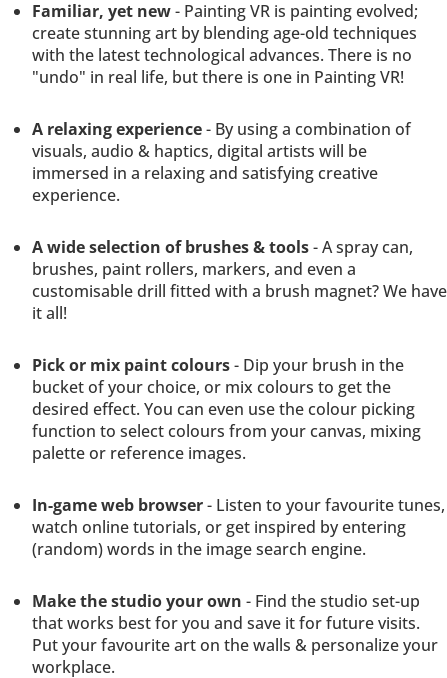 • Familiar, yet new - Painting VR is painting evolved;
create stunning art by blending age-old techniques
with the latest technological advances. There is no
"undo" in real life, but there is one in Painting VR!
• A relaxing experience - By using a combination of
visuals, audio & haptics, digital artists will be
immersed in a relaxing and satisfying creative
experience.
• A wide selection of brushes & tools - A spray can,
brushes, paint rollers, markers, and even a
customisable drill fitted with a brush magnet? We have
it all!
• Pick or mix paint colours - Dip your brush in the
bucket of your choice, or mix colours to get the
desired effect. You can even use the colour picking
function to select colours from your canvas, mixing
palette or reference images.
• In-game web browser - Listen to your favourite tunes,
watch online tutorials, or get inspired by entering
(random) words in the image search engine.
• Make the studio your own - Find the studio set-up
that works best for you and save it for future visits.
Put your favourite art on the walls & personalize your
workplace.